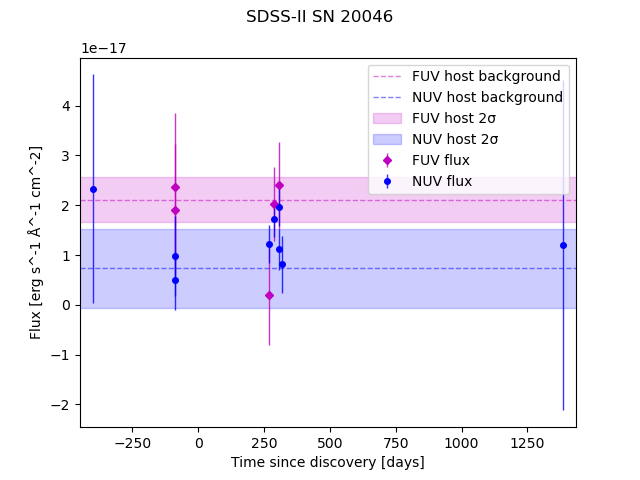 SDSS-II SN 20046
1e−17
FUV host background
NUV host background
FUV host 2σ
NUV host 2σ
FUV flux
NUV flux
4
3
2
1
0
−1
−2
Flux [erg s^-1 Å^-1 cm^-2]
−250
0
250
500
750
1000
1250
Time since discovery [days]